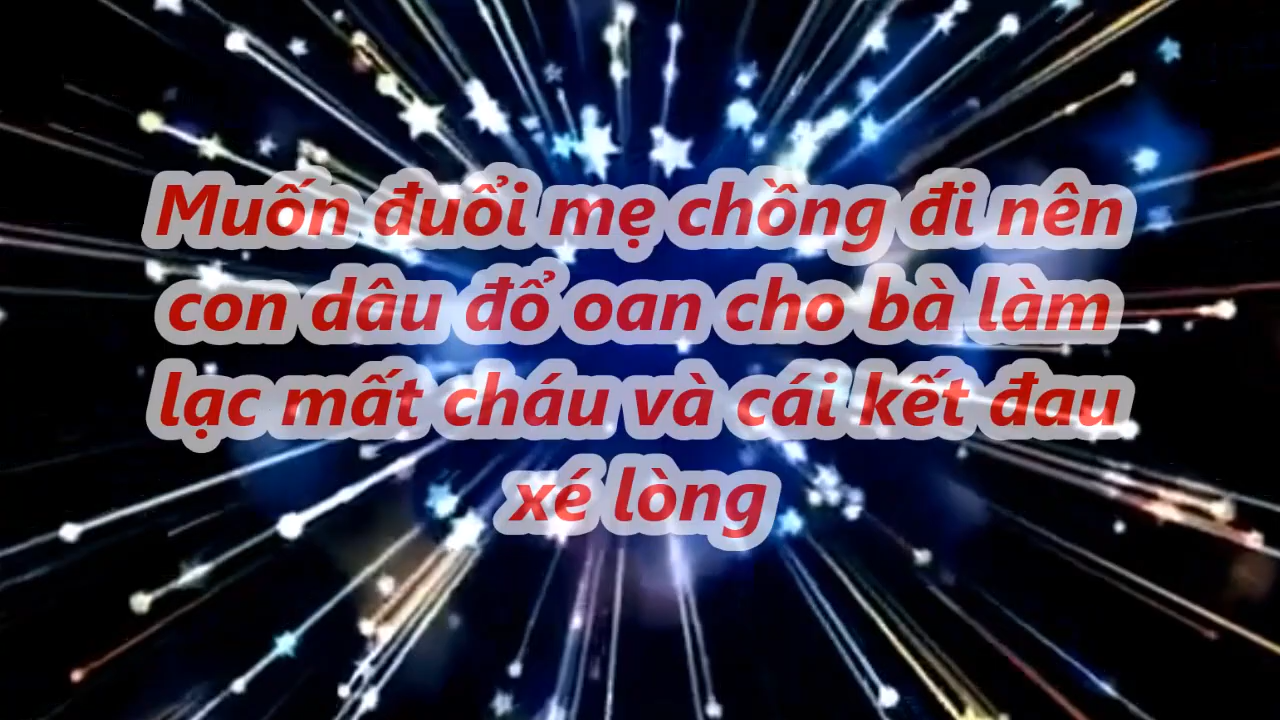 Muốn đuổi mẹ chồng đi nên
con dâu đổ oan cho bà làm
lạc mất cháu và cái kết đau
xé lòng